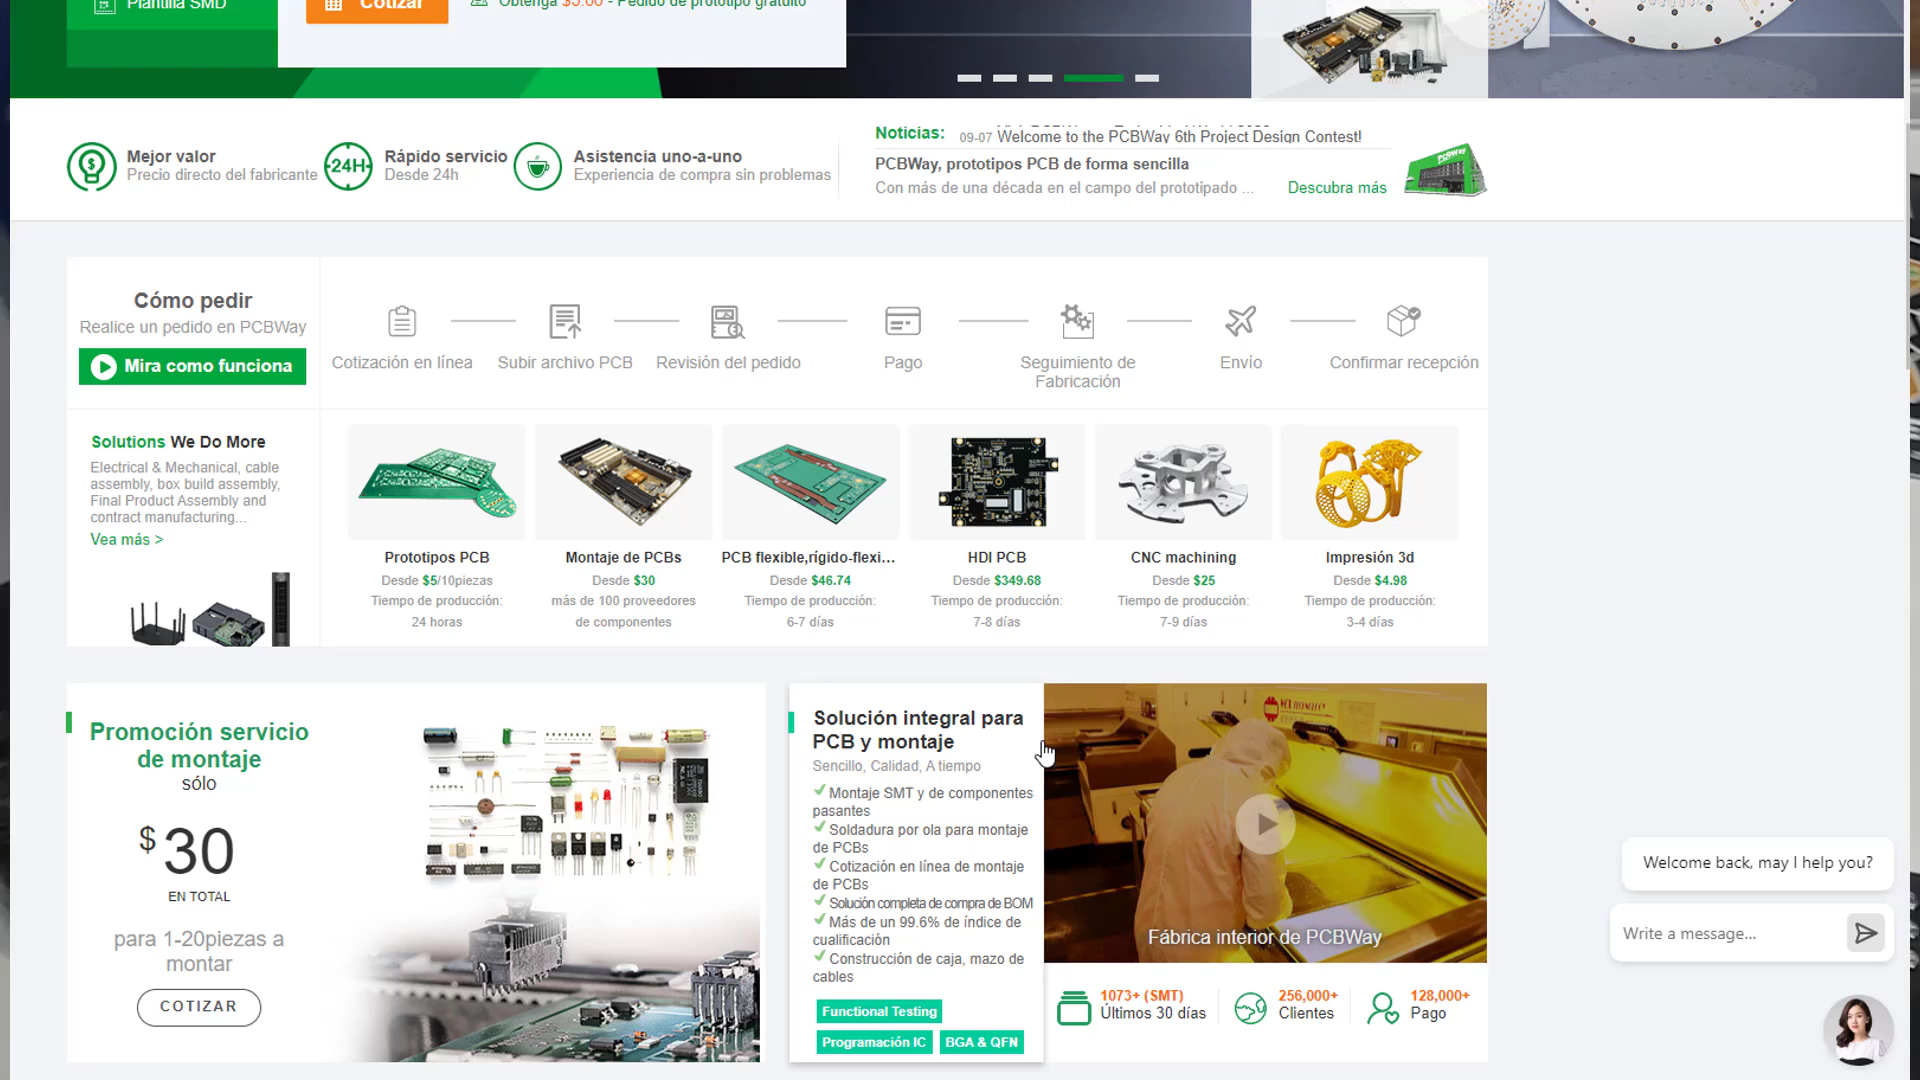 Plantilla SMD
Cotizar
Obtenga $5.00 - Pedido de prototipo gratuito
Mejor valor
Precio directo del fabricante
24H
Rápido servicio
Desde 24h
Asistencia uno-a-uno
Experiencia de compra sin problemas
Noticias:
09-07 Welcome to the PCBWay 6th Project Design Contest!
PCBWay, prototipos PCB de forma sencilla
Con más de una década en el campo del prototipado ...
Descubra más
PCBWay
Cómo pedir
Realice un pedido en PCBWay
Mira como funciona
Cotización en línea
Subir archivo PCB
Revisión del pedido
Pago
Seguimiento de
Fabricación
Envío
Confirmar recepción
Solutions We Do More
Electrical & Mechanical, cable
assembly, box build assembly,
Final Product Assembly and
contract manufacturing...
Vea más >
Prototipos PCB
Desde $5/10piezas
Tiempo de producción:
24 horas
Montaje de PCBs
Desde $30
más de 100 proveedores
de componentes
PCB flexible,rígido-flexi...
Desde $46.74
Tiempo de producción:
6-7 días
HDI PCB
Desde $349.68
Tiempo de producción:
7-8 días
CNC machining
Desde $25
Tiempo de producción:
7-9 días
Impresión 3d
Desde $4.98
Tiempo de producción:
3-4 días
Promoción servicio
de montaje
sólo
$30
EN TOTAL
para 1-20piezas a
montar
COTIZAR
Solución integral para
PCB y montaje
Sencillo, Calidad, A tiempo
Montaje SMT y de componentes
pasantes
Soldadura por ola para montaje
de PCBs
Cotización en línea de montaje
de PCBs
Solución completa de compra de BOM
Más de un 99.6% de índice de
cualificación
Construcción de caja, mazo de
cables
Functional Testing
Programación IC
BGA & QFN
Fábrica interior de PCBWay
1073+ (SMT)
Últimos 30 días
256,000+
Clientes
128,000+
Pago
Welcome back, may I help you?
Write a message...